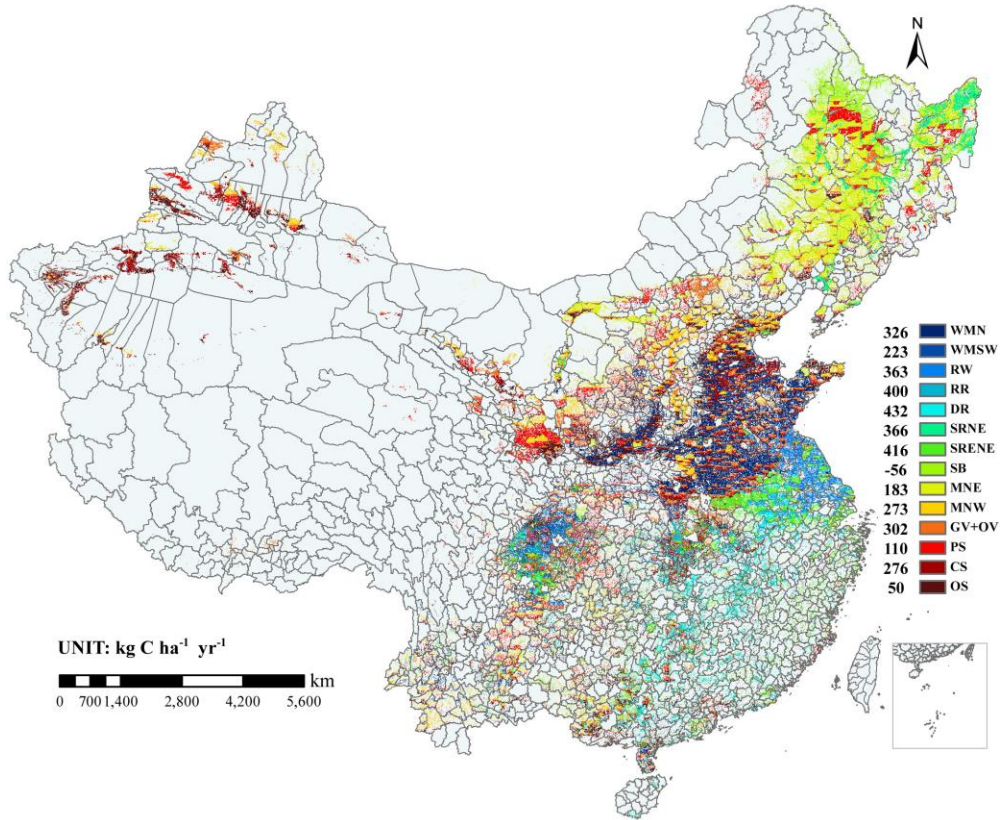 N
326 WMN
223 WMSW
363 RW
400 RR
432 DR
366 SRNE
416 SRENE
-56 SB
183 MNE
273 MNW
302 GV+OV
110 PS
276 CS
50 OS
UNIT: kg C ha⁻¹ yr⁻¹
km
0 700 1,400 2,800 4,200 5,600